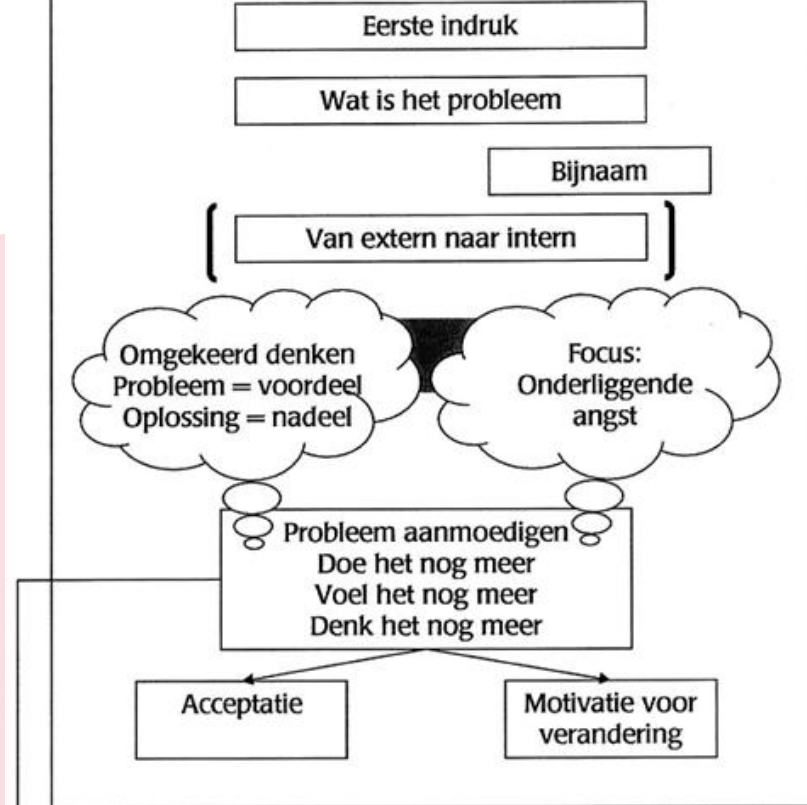 Eerste indruk
Wat is het probleem
Bijnaam
Van extern naar intern
Omgekeerd denken
Probleem = voordeel
Oplossing = nadeel
Focus:
Onderliggende
angst
Probleem aanmoedigen
Doe het nog meer
Voel het nog meer
Denk het nog meer
Acceptatie
Motivatie voor
verandering